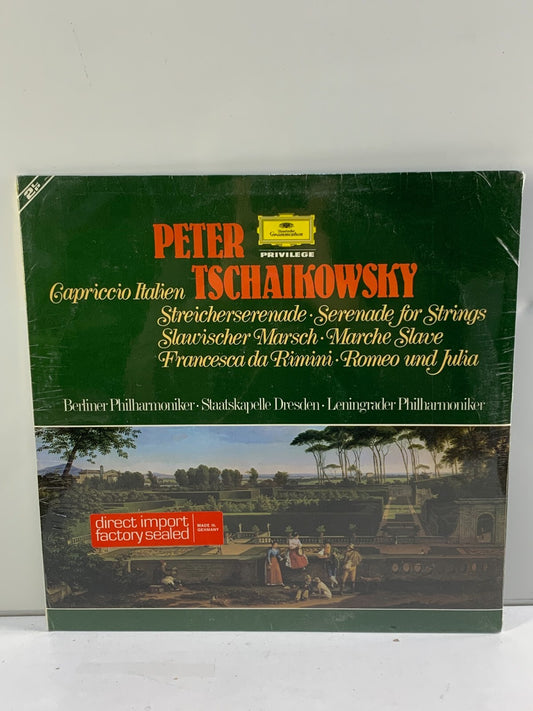 2LP
Deutsche
Grammophon
PRIVILEGE
PETER
TSCHAIKOWSKY
Capriccio Italien
Streicherserenade · Serenade for Strings
Slawischer Marsch · Marche Slave
Francesca da Rimini · Romeo und Julia
Berliner Philharmoniker · Staatskapelle Dresden · Leningrader Philharmoniker
direct import
factory sealed
MADE IN
GERMANY